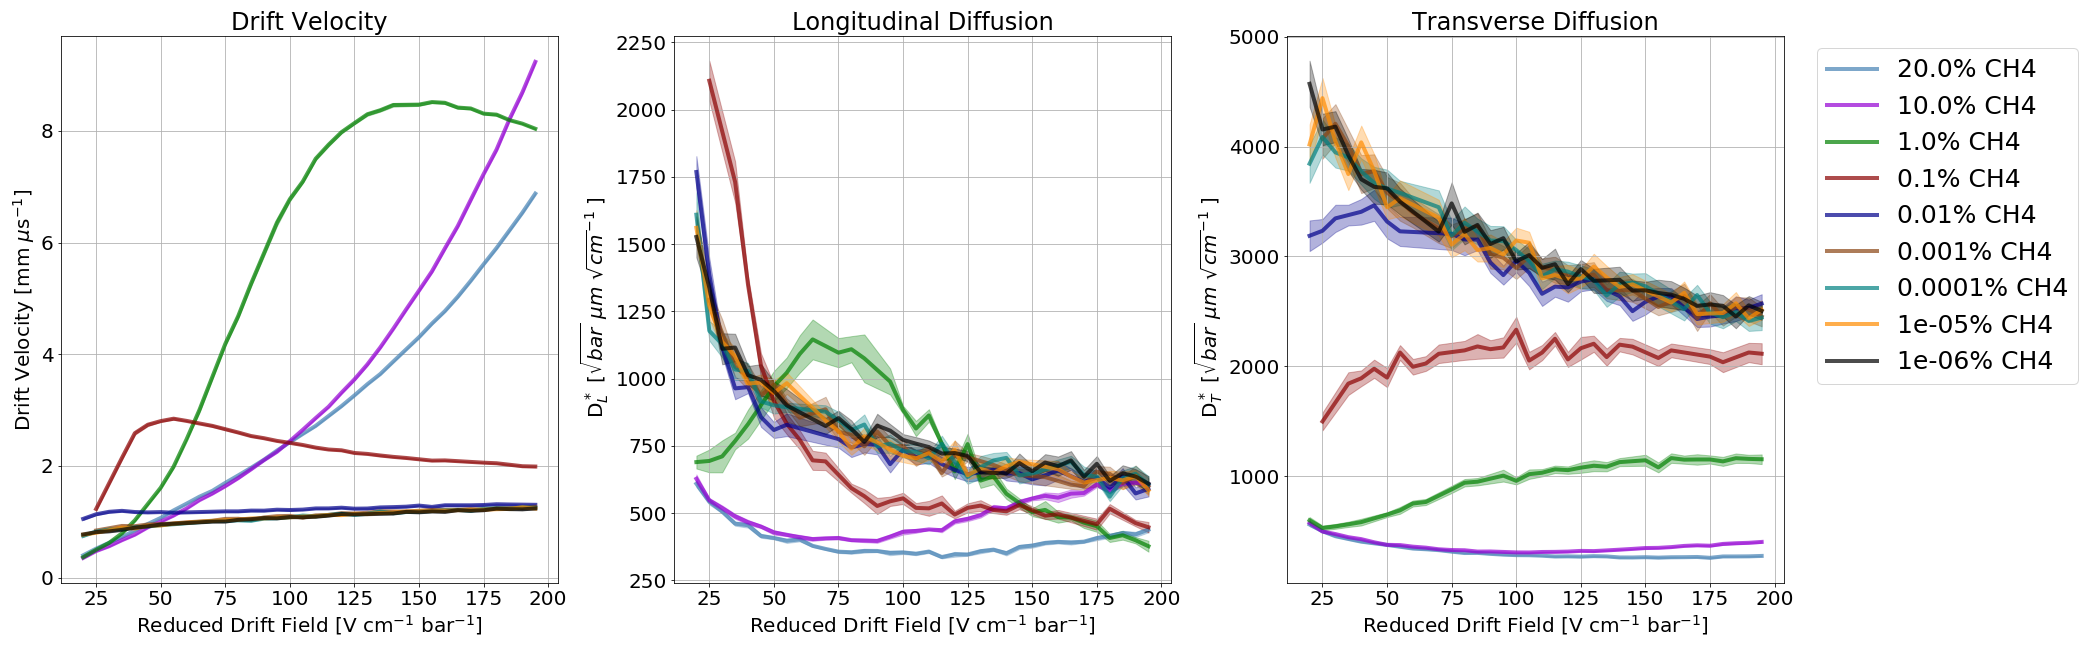 Drift Velocity
Drift Velocity [mm μs⁻¹]
8
6
4
2
0
25 50 75 100 125 150 175 200
Reduced Drift Field [V cm⁻¹ bar⁻¹]
Longitudinal Diffusion
D*L [√bar μm √cm⁻¹ ]
2250
2000
1750
1500
1250
1000
750
500
250
25 50 75 100 125 150 175 200
Reduced Drift Field [V cm⁻¹ bar⁻¹]
Transverse Diffusion
D*T [√bar μm √cm⁻¹ ]
5000
4000
3000
2000
1000
25 50 75 100 125 150 175 200
Reduced Drift Field [V cm⁻¹ bar⁻¹]
20.0% CH4
10.0% CH4
1.0% CH4
0.1% CH4
0.01% CH4
0.001% CH4
0.0001% CH4
1e-05% CH4
1e-06% CH4